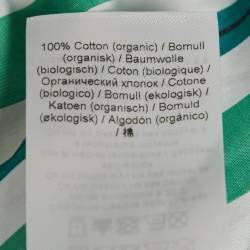 100% Cotton (organic) / Bomull
(organisk) / Baumwolle
(biologisch) / Coton (biologique) /
Органический хлопок / Cotone
(biologico) / Bomull (ekologisk) /
Katoen (organisch) / Bomuld
(økologisk) / Algodón (orgánico)
/ 棉